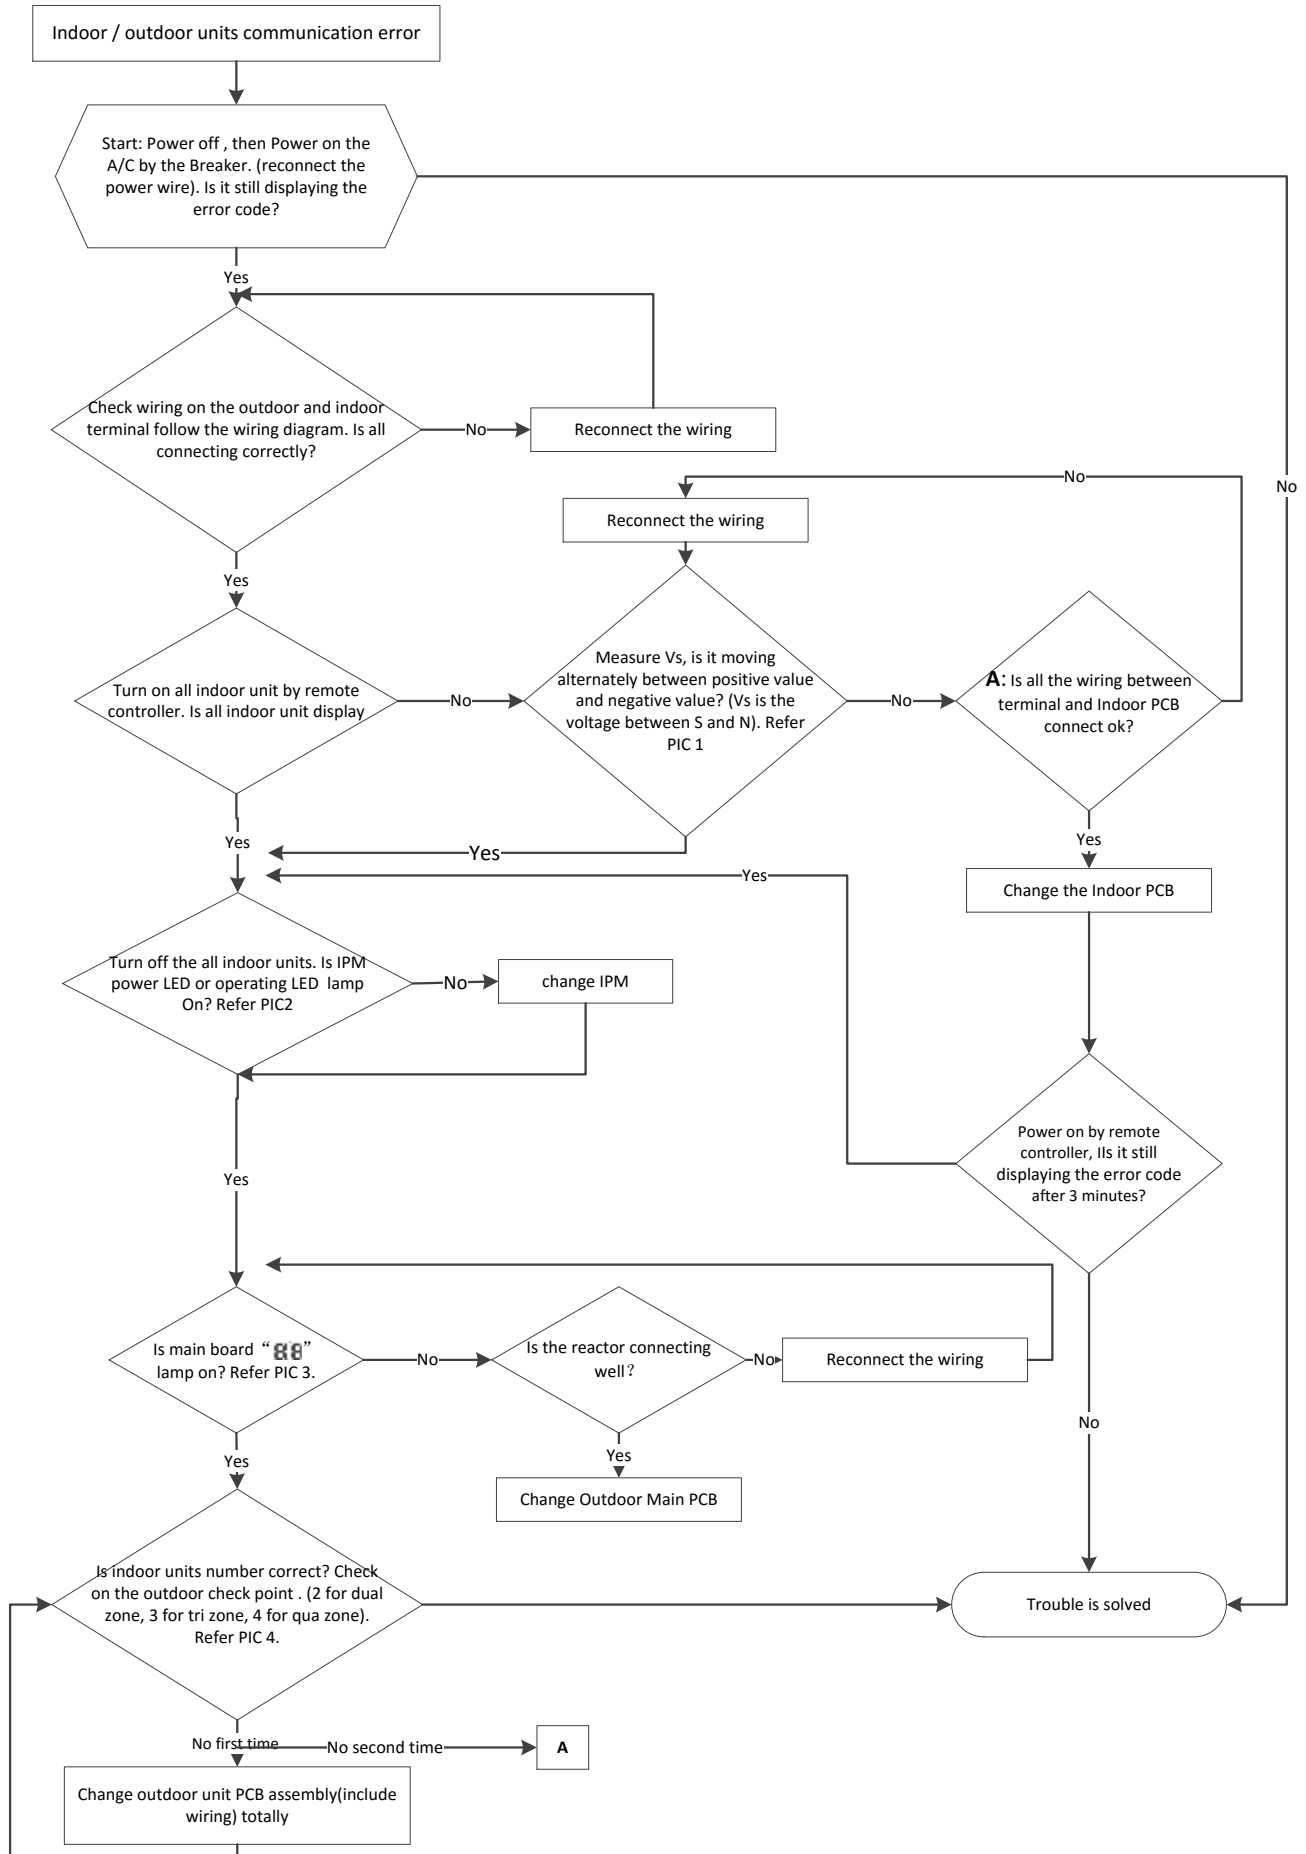 Indoor / outdoor units communication error
Start: Power off , then Power on the
A/C by the Breaker. (reconnect the
power wire). Is it still displaying the
error code?
Yes
No
Check wiring on the outdoor and indoor
terminal follow the wiring diagram. Is all
connecting correctly?
No
Reconnect the wiring
Yes
No
Reconnect the wiring
Turn on all indoor unit by remote
controller. Is all indoor unit display
No
Measure Vs, is it moving
alternately between positive value
and negative value? (Vs is the
voltage between S and N). Refer
PIC 1
No
A: Is all the wiring between
terminal and Indoor PCB
connect ok?
Yes
Yes
Yes
Yes
Change the Indoor PCB
Turn off the all indoor units. Is IPM
power LED or operating LED lamp
On? Refer PIC2
No
change IPM
Yes
Power on by remote
controller, IIs it still
displaying the error code
after 3 minutes?
Is main board “88”
lamp on? Refer PIC 3.
No
Is the reactor connecting
well?
No
Reconnect the wiring
No
Yes
Yes
Change Outdoor Main PCB
Is indoor units number correct? Check
on the outdoor check point . (2 for dual
zone, 3 for tri zone, 4 for qua zone).
Refer PIC 4.
Trouble is solved
No first time
No second time
A
Change outdoor unit PCB assembly(include
wiring) totally